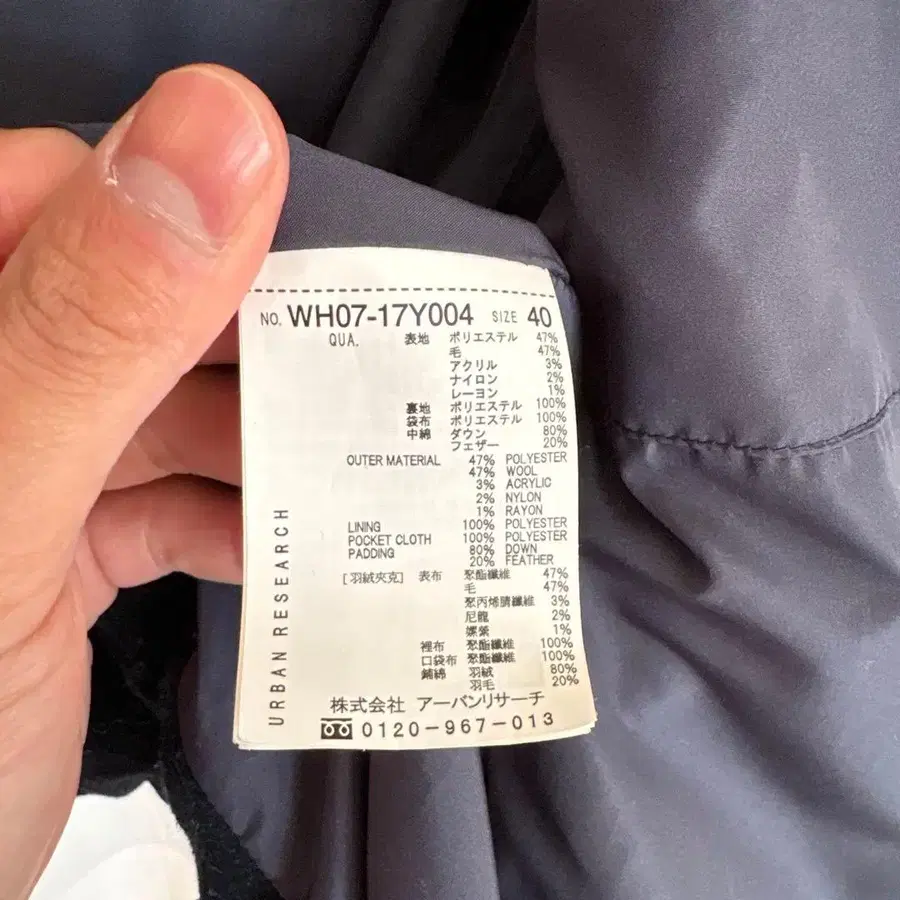 NO. WH07-17Y004 SIZE 40
QUA. 表地 ポリエステル 47%
毛 47%
アクリル 3%
ナイロン 2%
レーヨン 1%
裏地 ポリエステル 100%
袋布 ポリエステル 100%
中綿 ダウン 80%
フェザー 20%
OUTER MATERIAL 47% POLYESTER
47% WOOL
3% ACRYLIC
2% NYLON
1% RAYON
LINING 100% POLYESTER
POCKET CLOTH 100% POLYESTER
PADDING 80% DOWN
20% FEATHER
[羽絨夾克] 表布 聚酯纖維 47%
毛 47%
聚丙烯腈纖維 3%
尼龍 2%
嫘縈 1%
裡布 聚酯纖維 100%
口袋布 聚酯纖維 100%
鋪綿 羽絨 80%
羽毛 20%
株式会社 アーバンリサーチ
0120-967-013
URBAN RESEARCH